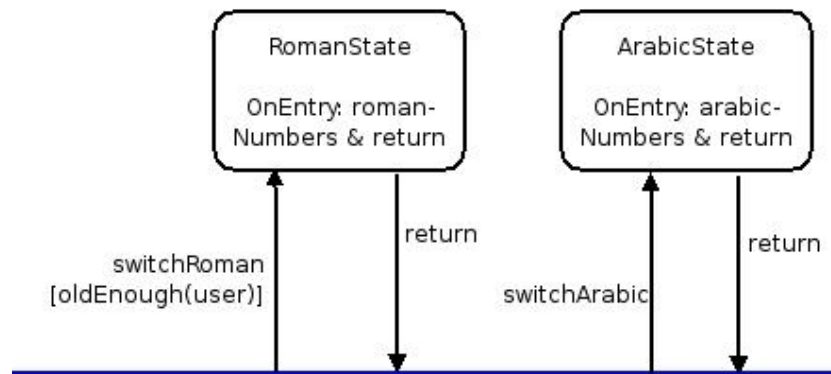 RomanState
OnEntry: roman-
Numbers & return
ArabicState
OnEntry: arabic-
Numbers & return
switchRoman
[oldEnough(user)]
return
switchArabic
return